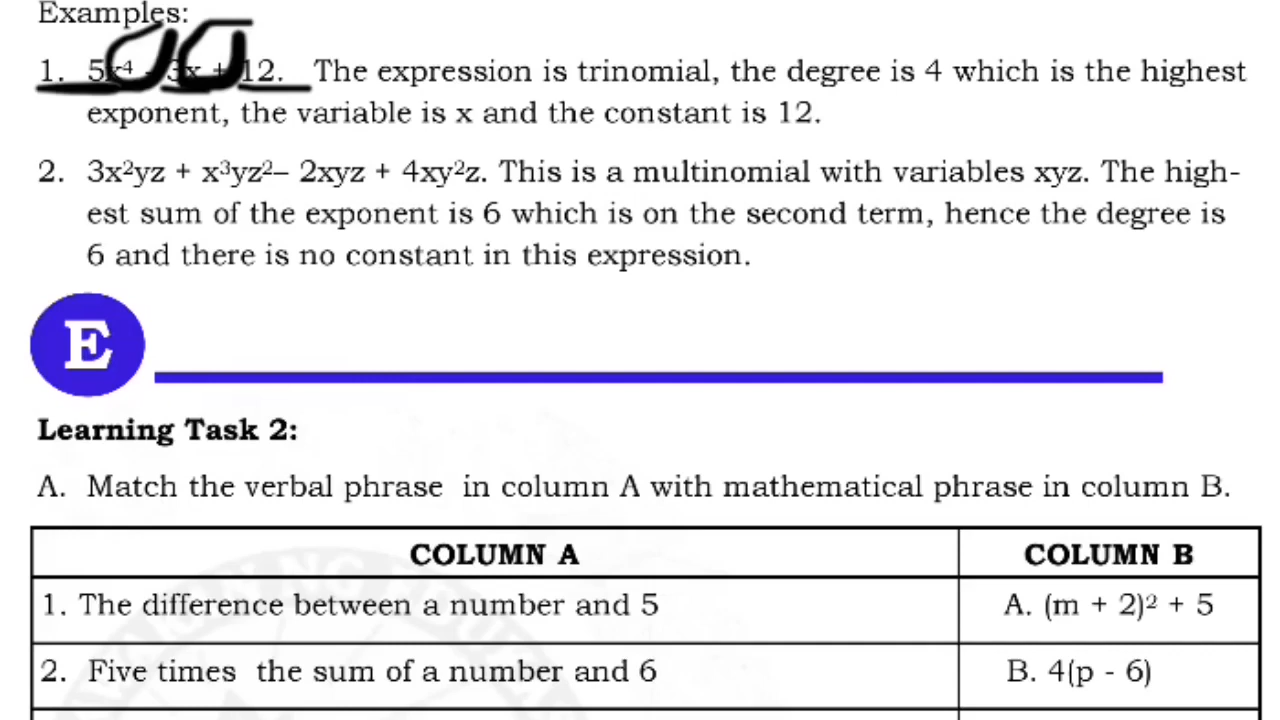 Examples:
1. 5x⁴ - 3x + 12. The expression is trinomial, the degree is 4 which is the highest
exponent, the variable is x and the constant is 12.
2. 3x²yz + x³yz²– 2xyz + 4xy²z. This is a multinomial with variables xyz. The high-
est sum of the exponent is 6 which is on the second term, hence the degree is
6 and there is no constant in this expression.
E
Learning Task 2:
A. Match the verbal phrase in column A with mathematical phrase in column B.
COLUMN A COLUMN B
1. The difference between a number and 5 A. (m + 2)² + 5
2. Five times the sum of a number and 6 B. 4(p - 6)